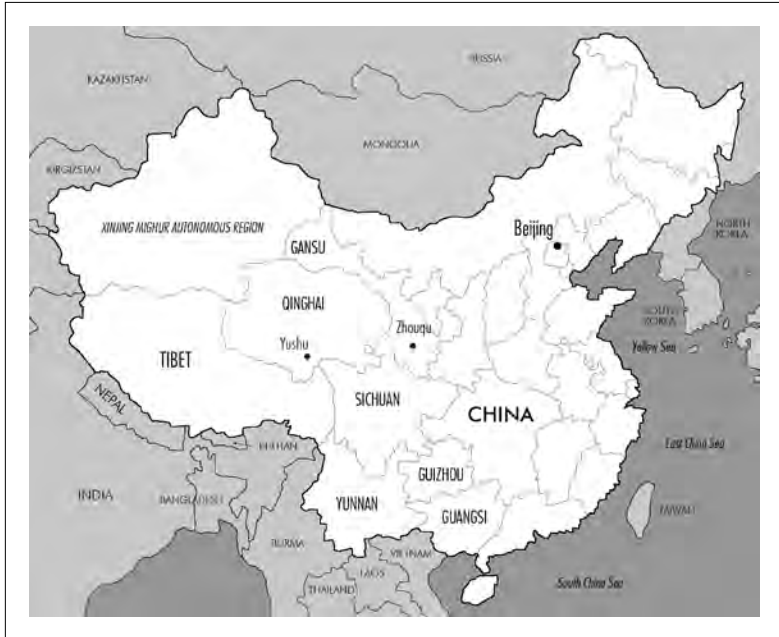 RUSSIA
KAZAKHSTAN
MONGOLIA
KIRGIZSTAN
XINJING MIGHUR AUTONOMOUS REGION
GANSU
Beijing
NORTH
KOREA
QINGHAI
Yushu
Zhouqu
SOUTH
KOREA
Yellow Sea
TIBET
NEPAL
SICHUAN
CHINA
East China Sea
BHUTAN
INDIA
BANGLADESH
GUIZHOU
YUNNAN
GUANGSI
TAIWAN
BURMA
VIETNAM
LAOS
THAILAND
South China Sea